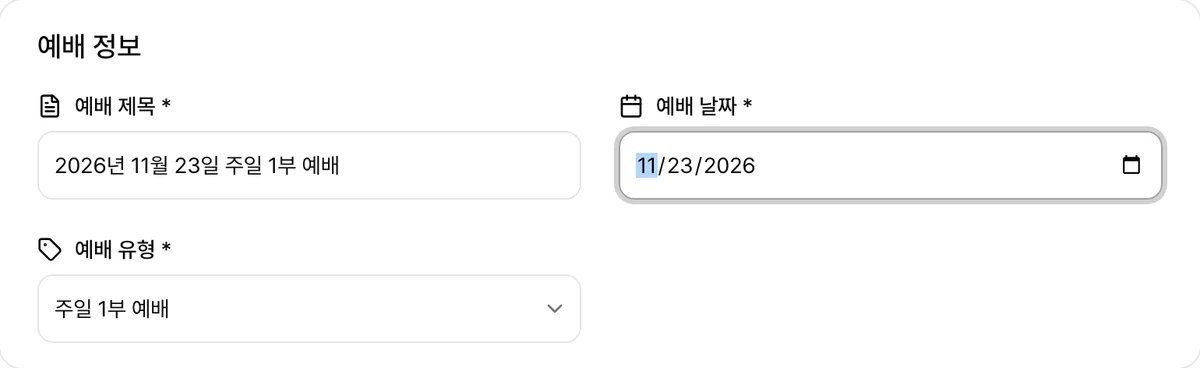 예배 정보
예배 제목 *
2026년 11월 23일 주일 1부 예배
예배 날짜 *
11/23/2026
예배 유형 *
주일 1부 예배